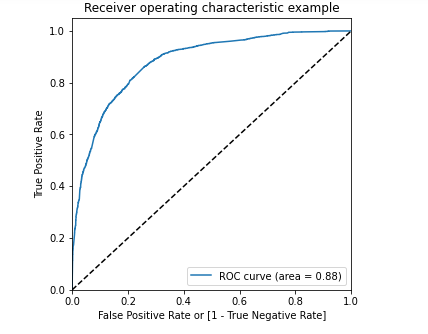 Receiver operating characteristic example
1.0
0.8
0.6
0.4
0.2
0.0
True Positive Rate
ROC curve (area = 0.88)
0.0 0.2 0.4 0.6 0.8 1.0
False Positive Rate or [1 - True Negative Rate]